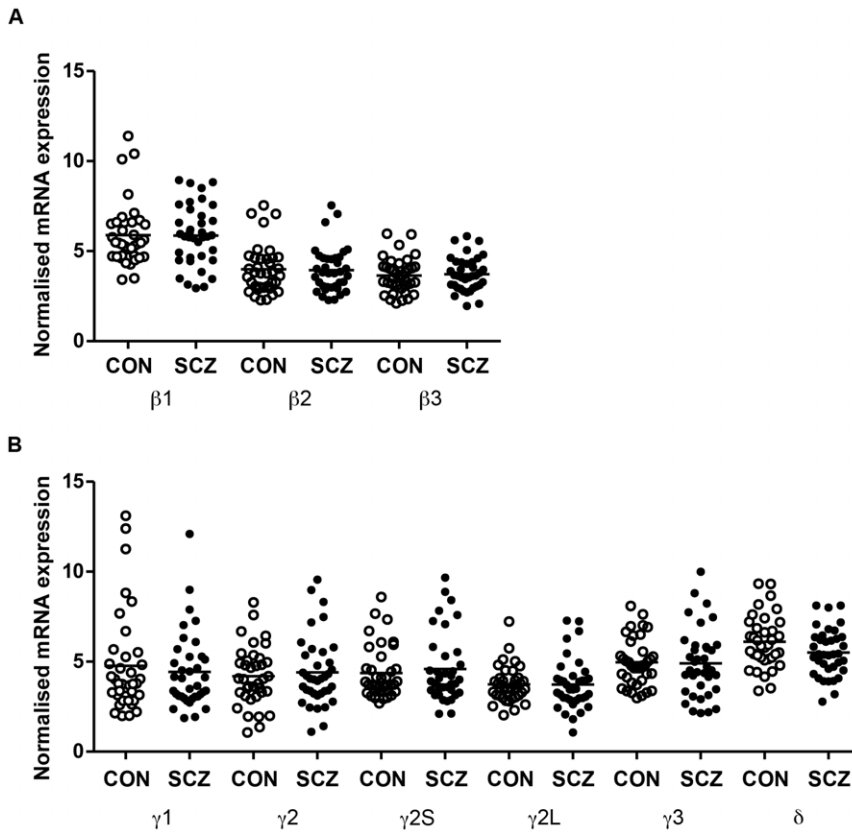 A
Normalised mRNA expression
15
10
5
0
CON SCZ CON SCZ CON SCZ
β1 β2 β3
B
Normalised mRNA expression
15
10
5
0
CON SCZ CON SCZ CON SCZ CON SCZ CON SCZ CON SCZ
γ1 γ2 γ2S γ2L γ3 δ